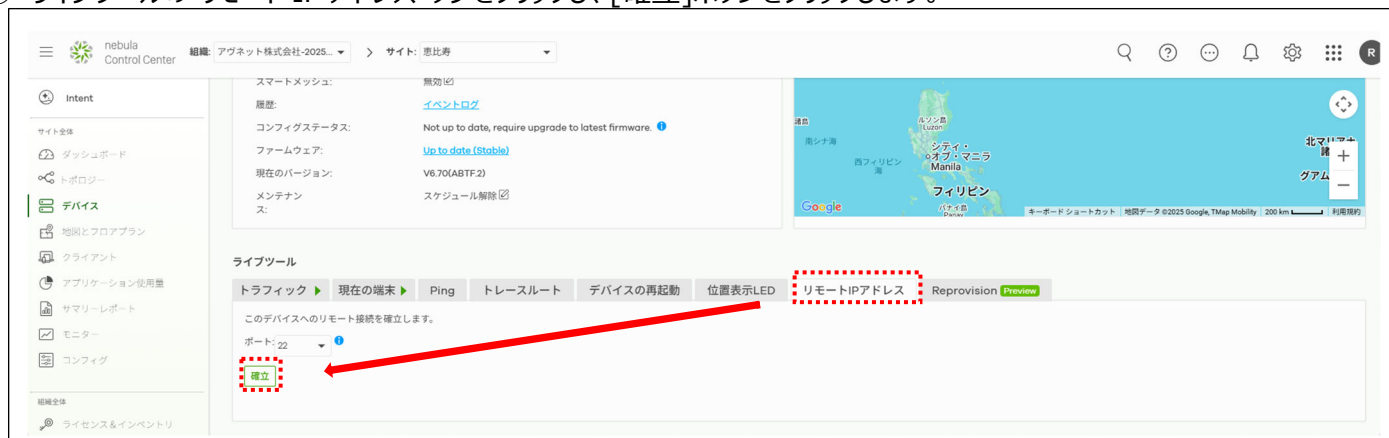 nebula
Control Center
組織: アヴネット株式会社-2025... > サイト: 恵比寿
R
Intent
サイト全体
ダッシュボード
トポロジー
デバイス
地図とフロアプラン
クライアント
アプリケーション使用量
サマリーレポート
モニター
コンフィグ
組織全体
ライセンス&インベントリ
スマートメッシュ: 無効
履歴: イベントログ
コンフィグステータス: Not up to date, require upgrade to latest firmware.
ファームウェア: Up to date (Stable)
現在のバージョン: V6.70(ABTF.2)
メンテナン
ス: スケジュール解除
諸島
ルソン島
Luzon
南シナ海
西フィリピン
海
シティ・
オブ・マニラ
Manila
フィリピン
パナイ島
Panay
北マリアナ
諸
グアム
Google
キーボード ショートカット 地図データ ©2025 Google, TMap Mobility 200 km 利用規約
ライブツール
トラフィック 現在の端末 Ping トレースルート デバイスの再起動 位置表示LED リモートIPアドレス Reprovision Preview
このデバイスへのリモート接続を確立します。
ポート: 22
確立